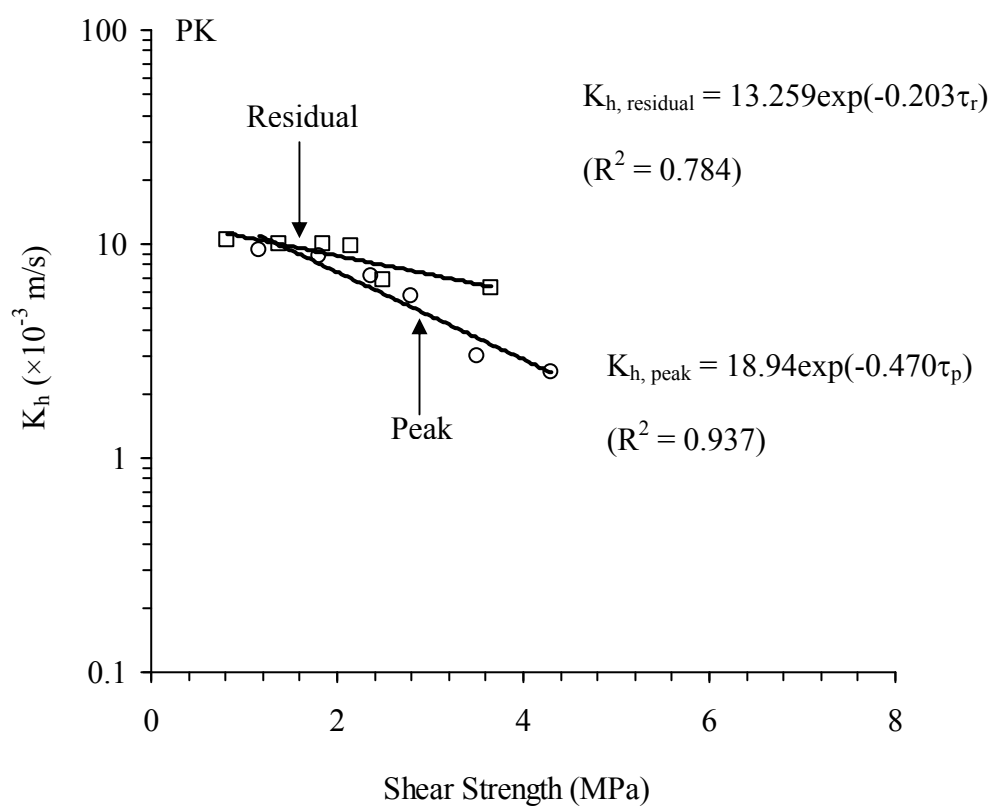 100
PK
K_h, residual = 13.259exp(-0.203τ_r)
Residual
(R² = 0.784)
10
K_h (×10⁻³ m/s)
K_h, peak = 18.94exp(-0.470τ_p)
Peak
(R² = 0.937)
1
0.1
0 2 4 6 8
Shear Strength (MPa)